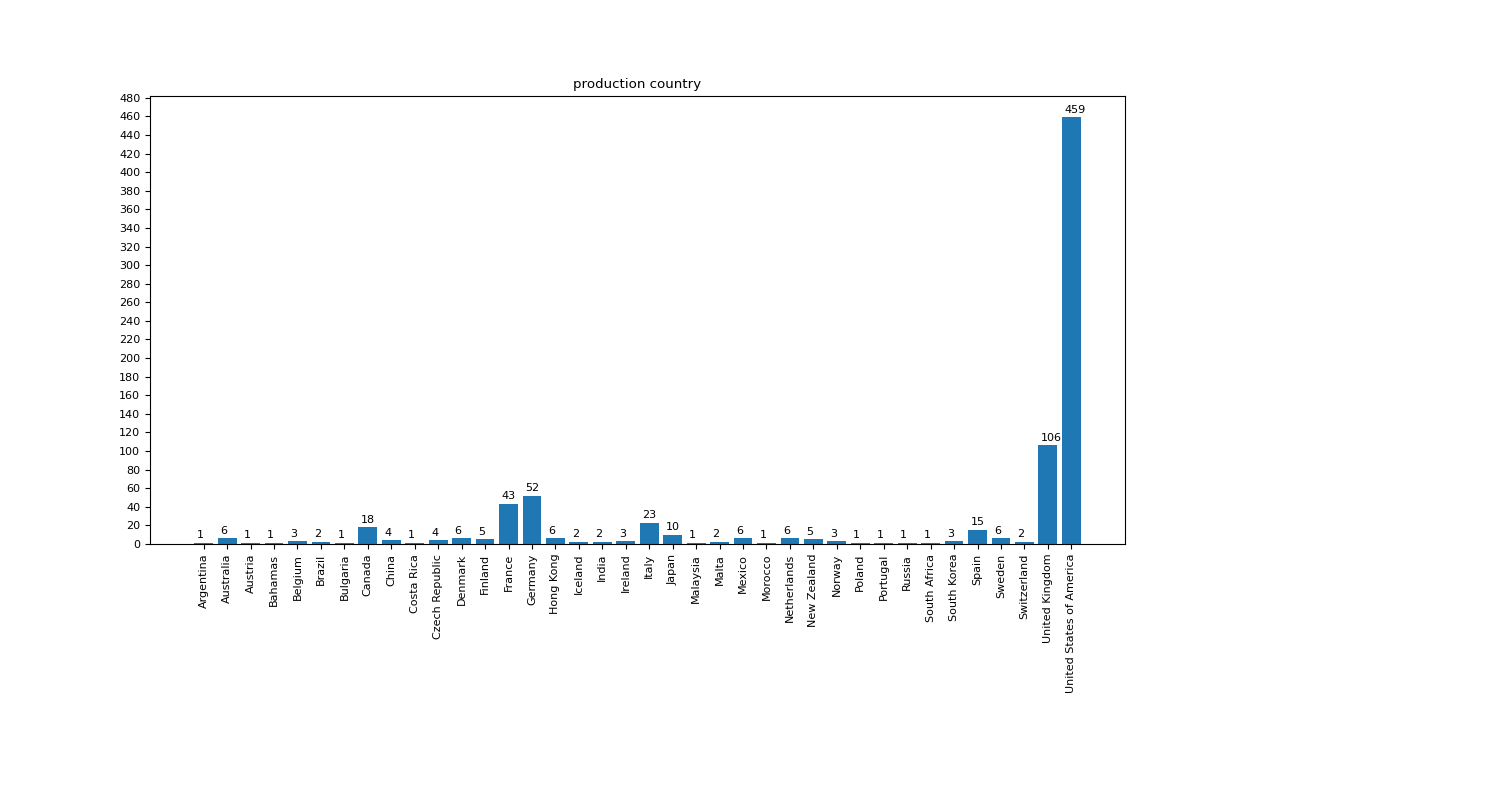 production country
480
460
440
420
400
380
360
340
320
300
280
260
240
220
200
180
160
140
120
100
80
60
40
20
0
1 6 1 1 3 2 1 18 4 1 4 6 5 43 52 6 2 2 3 23 10 1 2 6 1 6 5 3 1 1 1 1 3 15 6 2 106 459
Argentina
Australia
Austria
Bahamas
Belgium
Brazil
Bulgaria
Canada
China
Costa Rica
Czech Republic
Denmark
Finland
France
Germany
Hong Kong
Iceland
India
Ireland
Italy
Japan
Malaysia
Malta
Mexico
Morocco
Netherlands
New Zealand
Norway
Poland
Portugal
Russia
South Africa
South Korea
Spain
Sweden
Switzerland
United Kingdom
United States of America